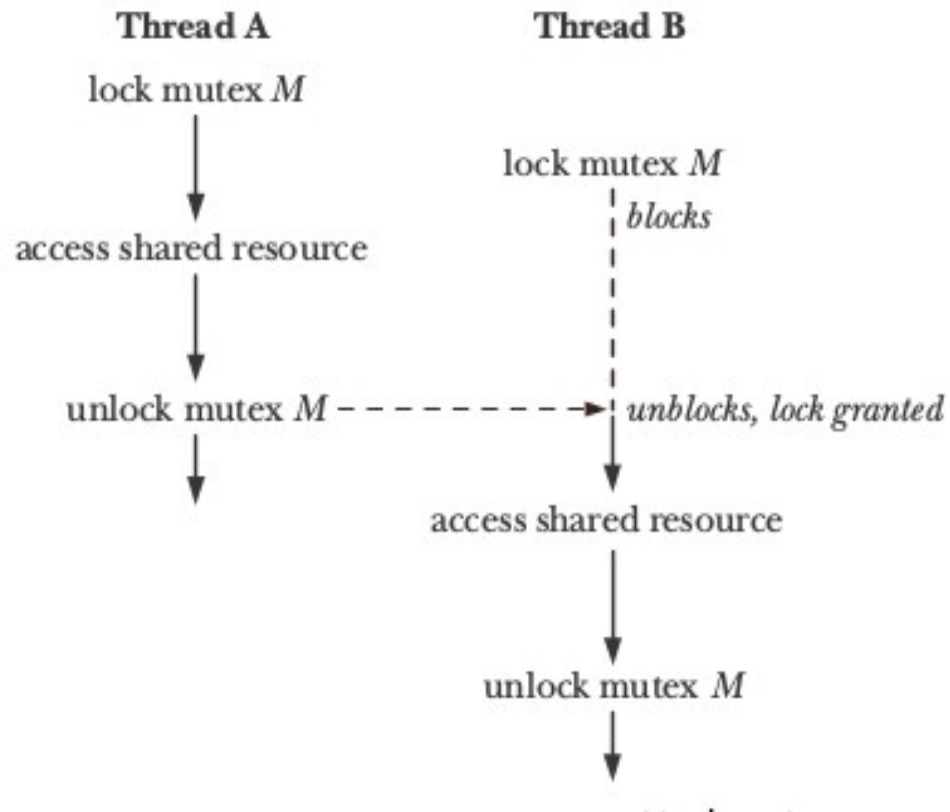 Thread A
Thread B
lock mutex M
lock mutex M
blocks
access shared resource
unlock mutex M
unblocks, lock granted
access shared resource
unlock mutex M